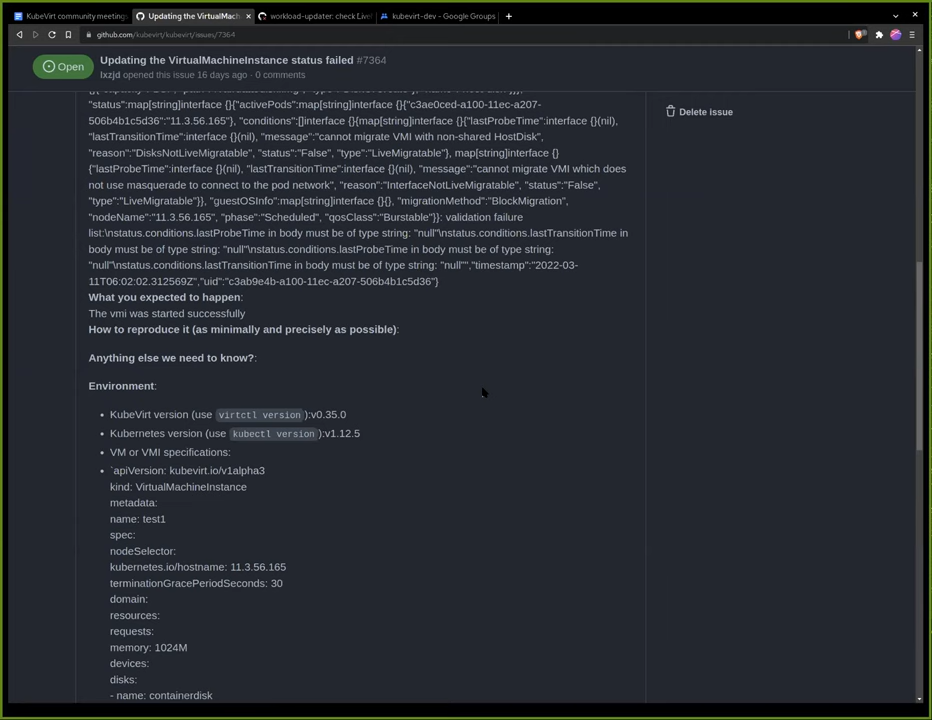 KubeVirt community meeting
Updating the VirtualMach
workload-updater: check Live
kubevirt-dev - Google Groups
github.com/kubevirt/kubevirt/issues/7364
Open
Updating the VirtualMachineInstance status failed #7364
lxzjd opened this issue 16 days ago · 0 comments
"status":map[string]interface {}{"activePods":map[string]interface {}{"c3ae0ced-a100-11ec-a207-
506b4b1c5d36":"11.3.56.165"}, "conditions":[]interface {}{map[string]interface {}{"lastProbeTime":interface {}(nil),
"lastTransitionTime":interface {}(nil), "message":"cannot migrate VMI with non-shared HostDisk",
"reason":"DisksNotLiveMigratable", "status":"False", "type":"LiveMigratable"}, map[string]interface {}
{"lastProbeTime":interface {}(nil), "lastTransitionTime":interface {}(nil), "message":"cannot migrate VMI which does
not use masquerade to connect to the pod network", "reason":"InterfaceNotLiveMigratable", "status":"False",
"type":"LiveMigratable"}}, "guestOSInfo":map[string]interface {}{}, "migrationMethod":"BlockMigration",
"nodeName":"11.3.56.165", "phase":"Scheduled", "qosClass":"Burstable"}}: validation failure
list:\nstatus.conditions.lastProbeTime in body must be of type string: "null"\nstatus.conditions.lastTransitionTime in
body must be of type string: "null"\nstatus.conditions.lastProbeTime in body must be of type string:
"null"\nstatus.conditions.lastTransitionTime in body must be of type string: "null"","timestamp":"2022-03-
11T06:02:02.312569Z","uid":"c3ab9e4b-a100-11ec-a207-506b4b1c5d36"}
What you expected to happen:
The vmi was started successfully
How to reproduce it (as minimally and precisely as possible):
Anything else we need to know?:
Environment:
• KubeVirt version (use virtctl version ):v0.35.0
• Kubernetes version (use kubectl version ):v1.12.5
• VM or VMI specifications:
• `apiVersion: kubevirt.io/v1alpha3
kind: VirtualMachineInstance
metadata:
name: test1
spec:
nodeSelector:
kubernetes.io/hostname: 11.3.56.165
terminationGracePeriodSeconds: 30
domain:
resources:
requests:
memory: 1024M
devices:
disks:
- name: containerdisk
Delete issue